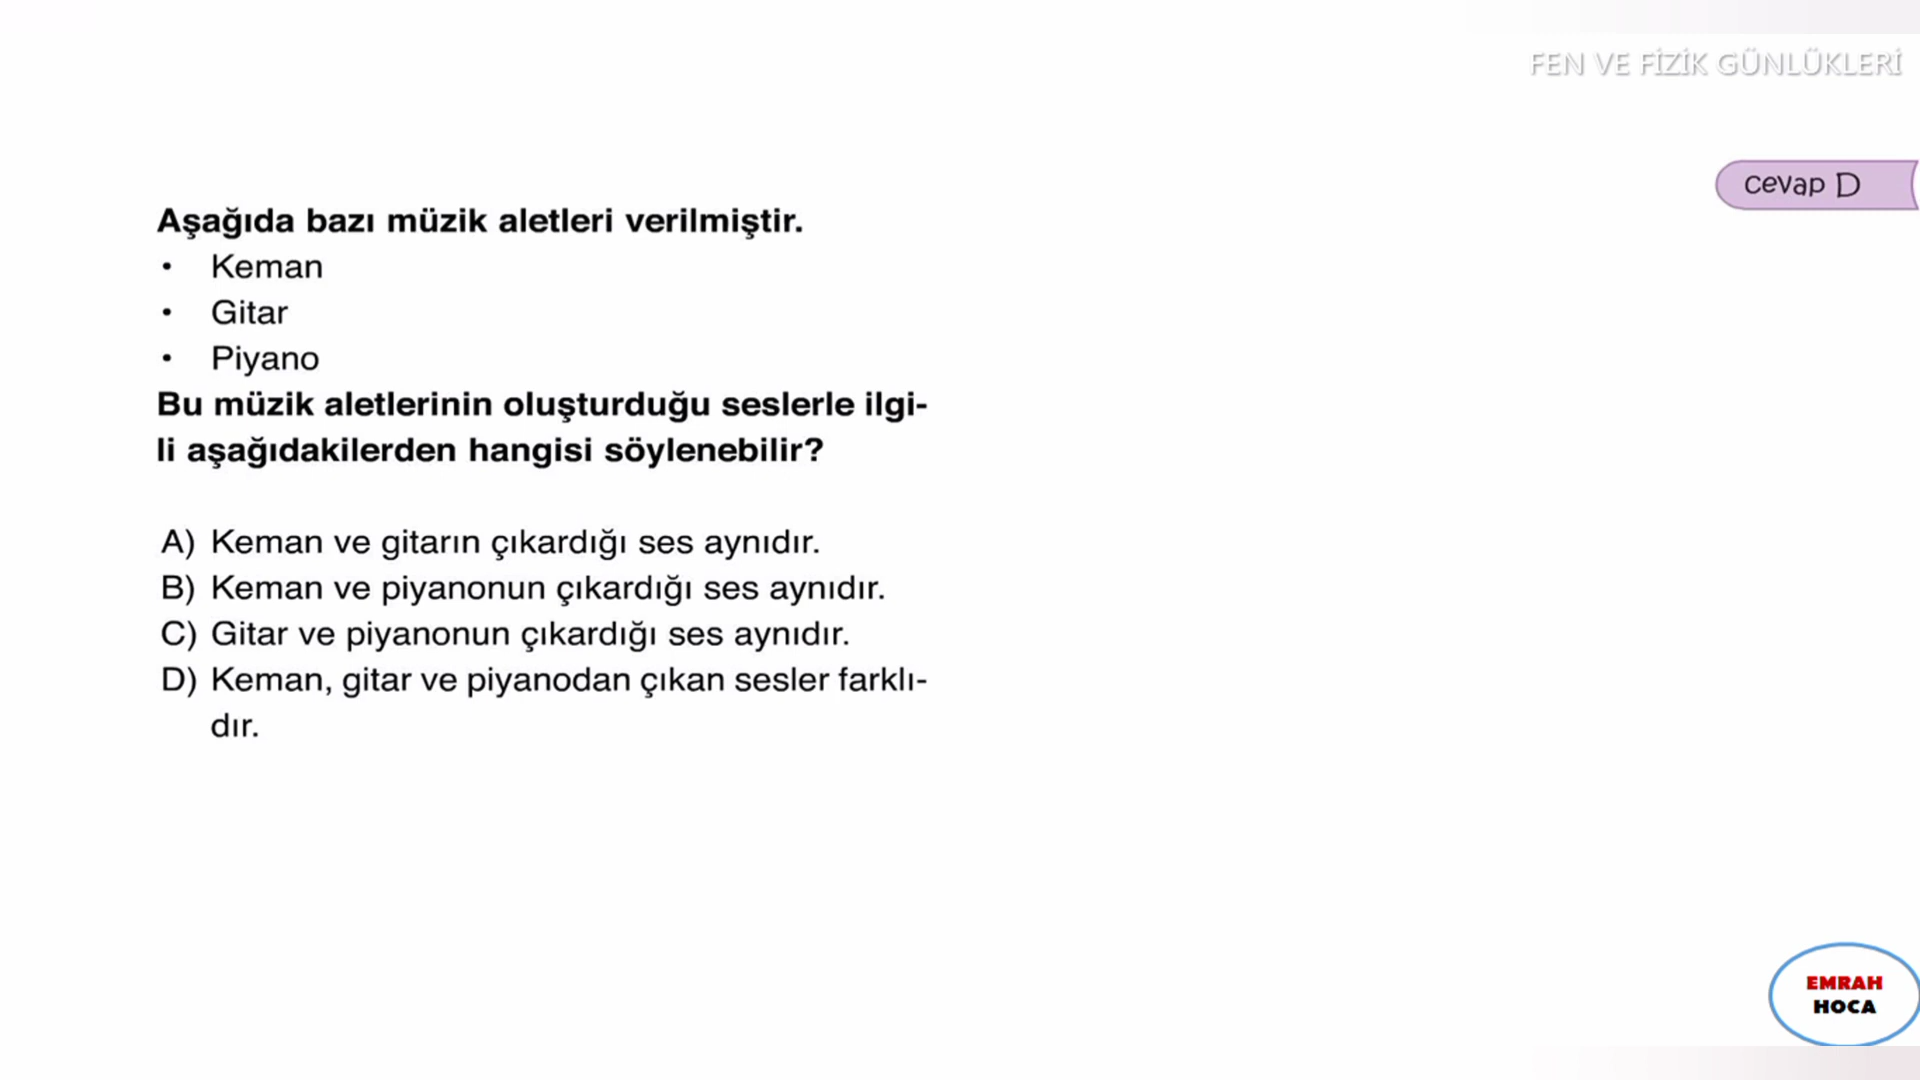 FEN VE FİZİK GÜNLÜKLERİ
cevap D
Aşağıda bazı müzik aletleri verilmiştir.
• Keman
• Gitar
• Piyano
Bu müzik aletlerinin oluşturduğu seslerle ilgi-
li aşağıdakilerden hangisi söylenebilir?
A) Keman ve gitarın çıkardığı ses aynıdır.
B) Keman ve piyanonun çıkardığı ses aynıdır.
C) Gitar ve piyanonun çıkardığı ses aynıdır.
D) Keman, gitar ve piyanodan çıkan sesler farklı-
dır.
EMRAH
HOCA